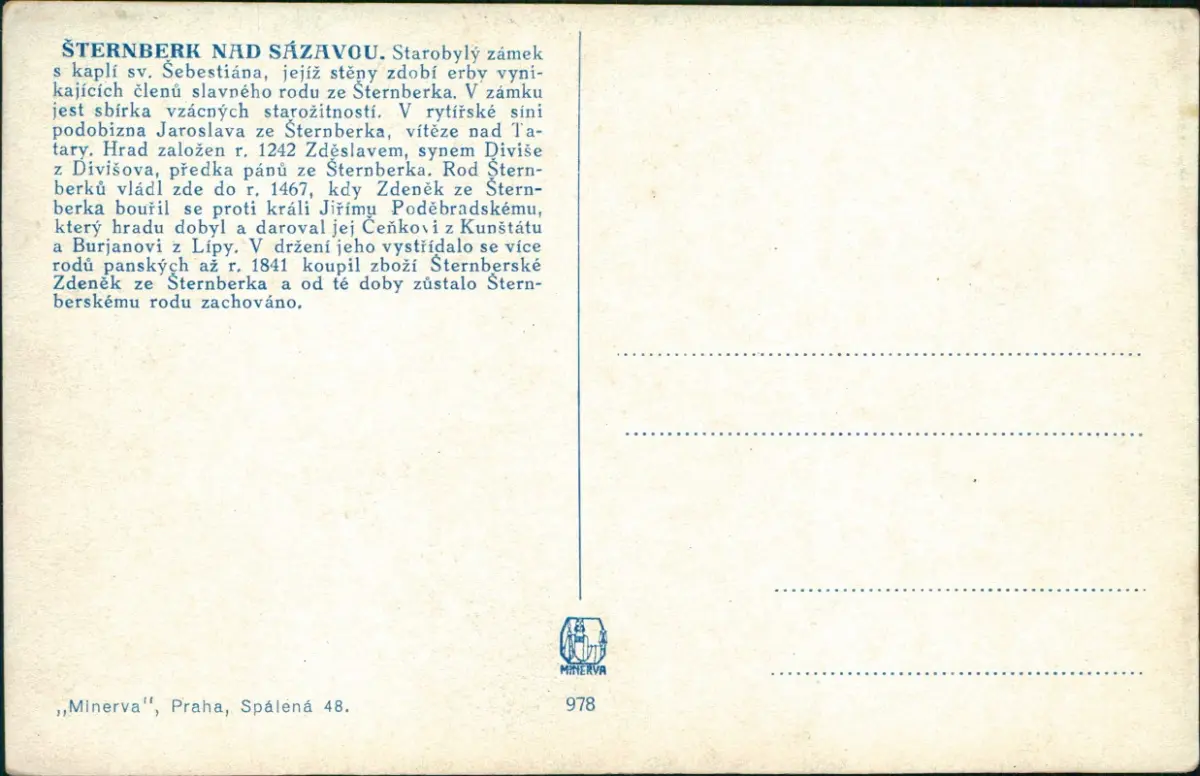 ŠTERNBERK NAD SÁZAVOU. Starobylý zámek
s kaplí sv. Šebestiána, jejíž stěny zdobí erby vyni-
kajících členů slavného rodu ze Šternberka. V zámku
jest sbírka vzácných starožitností. V rytířské síni
podobizna Jaroslava ze Šternberka, vítěze nad Ta-
tary. Hrad založen r. 1242 Zděslavem, synem Diviše
z Divišova, předka pánů ze Šternberka. Rod Štern-
berků vládl zde do r. 1467, kdy Zdeněk ze Štern-
berka bouřil se proti králi Jiřímu Poděbradskému,
který hradu dobyl a daroval jej Čeňkovi z Kunštátu
a Burjanovi z Lípy. V držení jeho vystřídalo se více
rodů panských až r. 1841 koupil zboží Šternberské
Zdeněk ze Šternberka a od té doby zůstalo Štern-
berskému rodu zachováno.
MINERVA
„Minerva", Praha, Spálená 48.
978